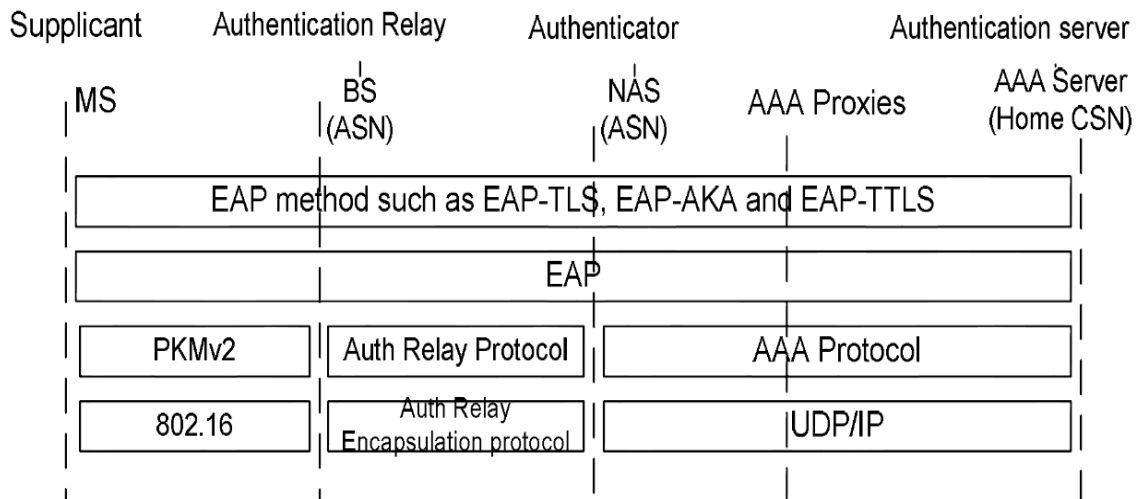 Supplicant
Authentication Relay
Authenticator
Authentication server
MS
BS
(ASN)
NAS
(ASN)
AAA Proxies
AAA Server
(Home CSN)
EAP method such as EAP-TLS, EAP-AKA and EAP-TTLS
EAP
PKMv2
Auth Relay Protocol
AAA Protocol
802.16
Auth Relay
Encapsulation protocol
UDP/IP